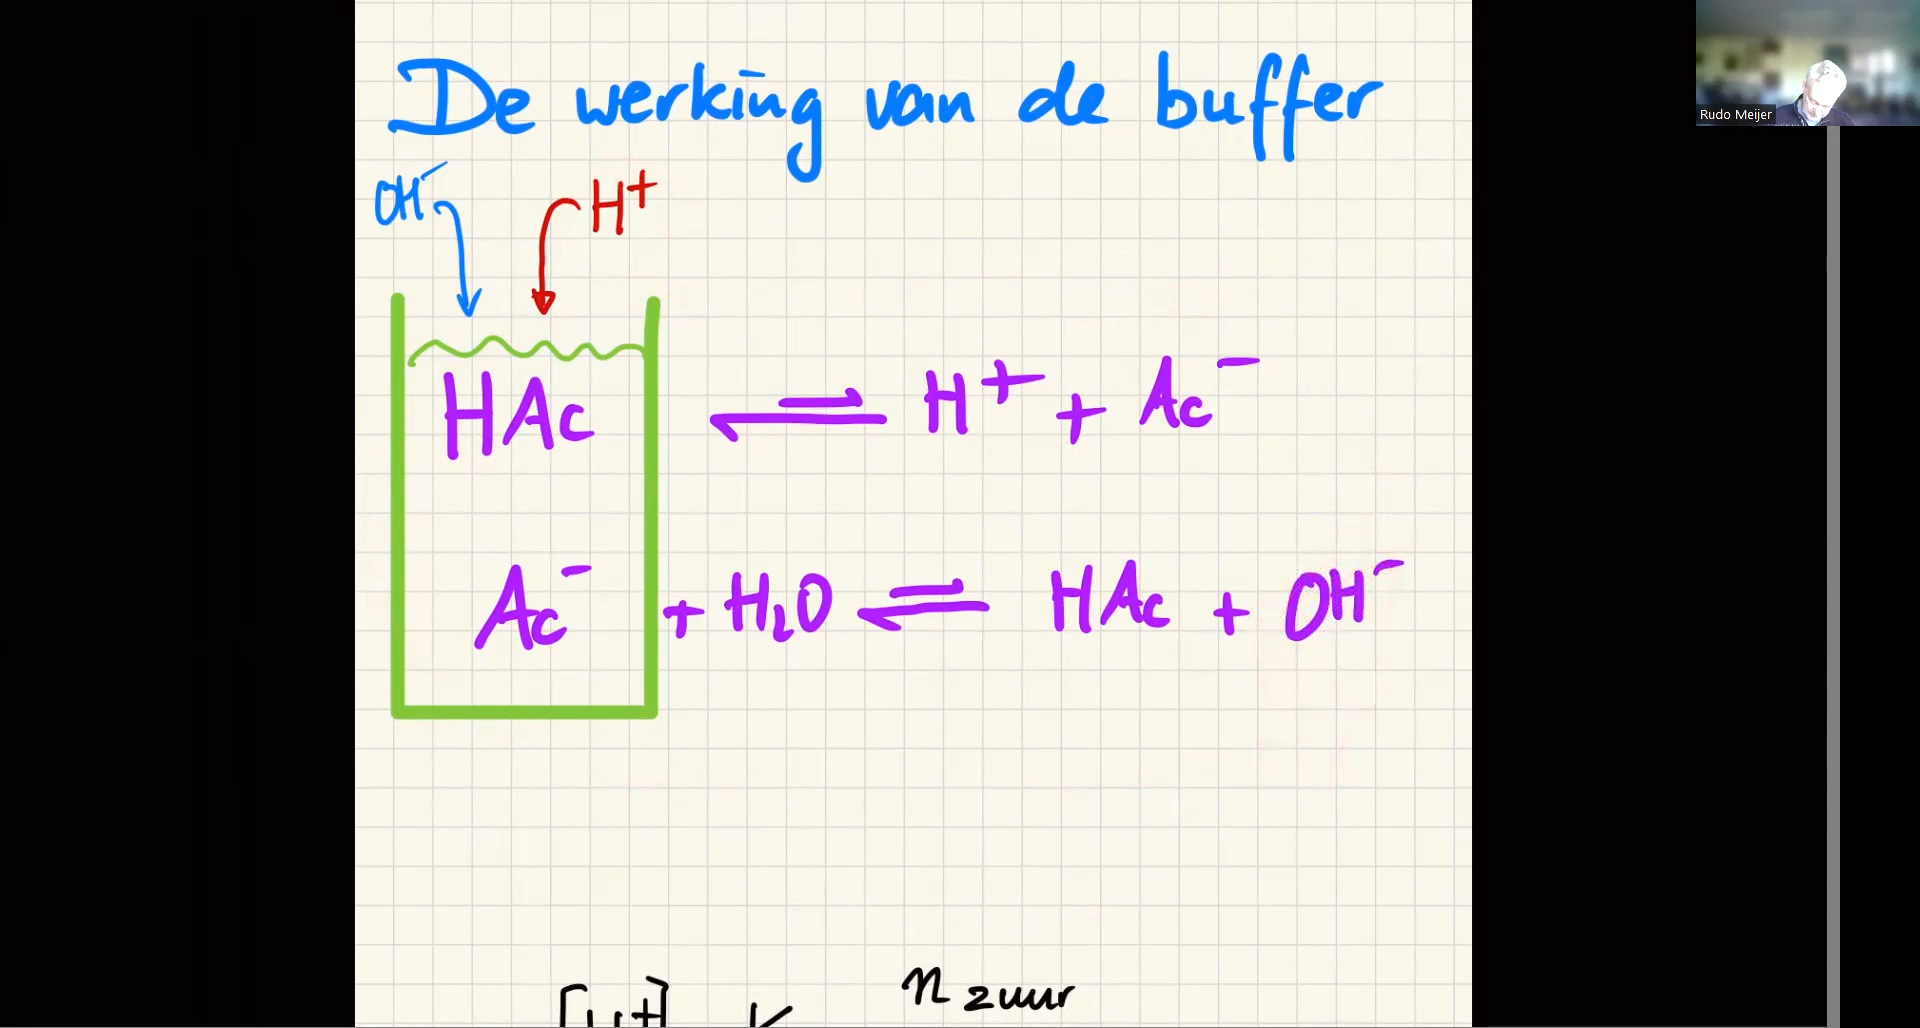 De werking van de buffer
Rudo Meijer
OH⁻ H⁺
HAc ⇌ H⁺ + Ac⁻
Ac⁻ + H₂O ⇌ HAc + OH⁻
n zuur
[H⁺] K